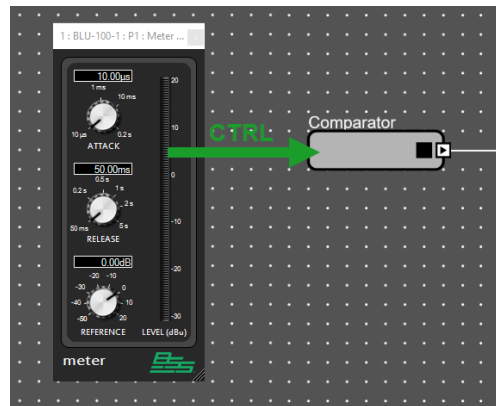 1 : BLU-100-1 : P1 : Meter ...
10.00µs
1 ms
10 ms
10 µs
0.2 s
ATTACK
50.00ms
0.5 s
0.2 s
1 s
2 s
50 ms
5 s
RELEASE
0.00dB
-20
-10
-30
0
-40
10
-50
20
REFERENCE
20
10
0
-10
-20
-30
LEVEL (dBu)
meter
BSS
CTRL
Comparator